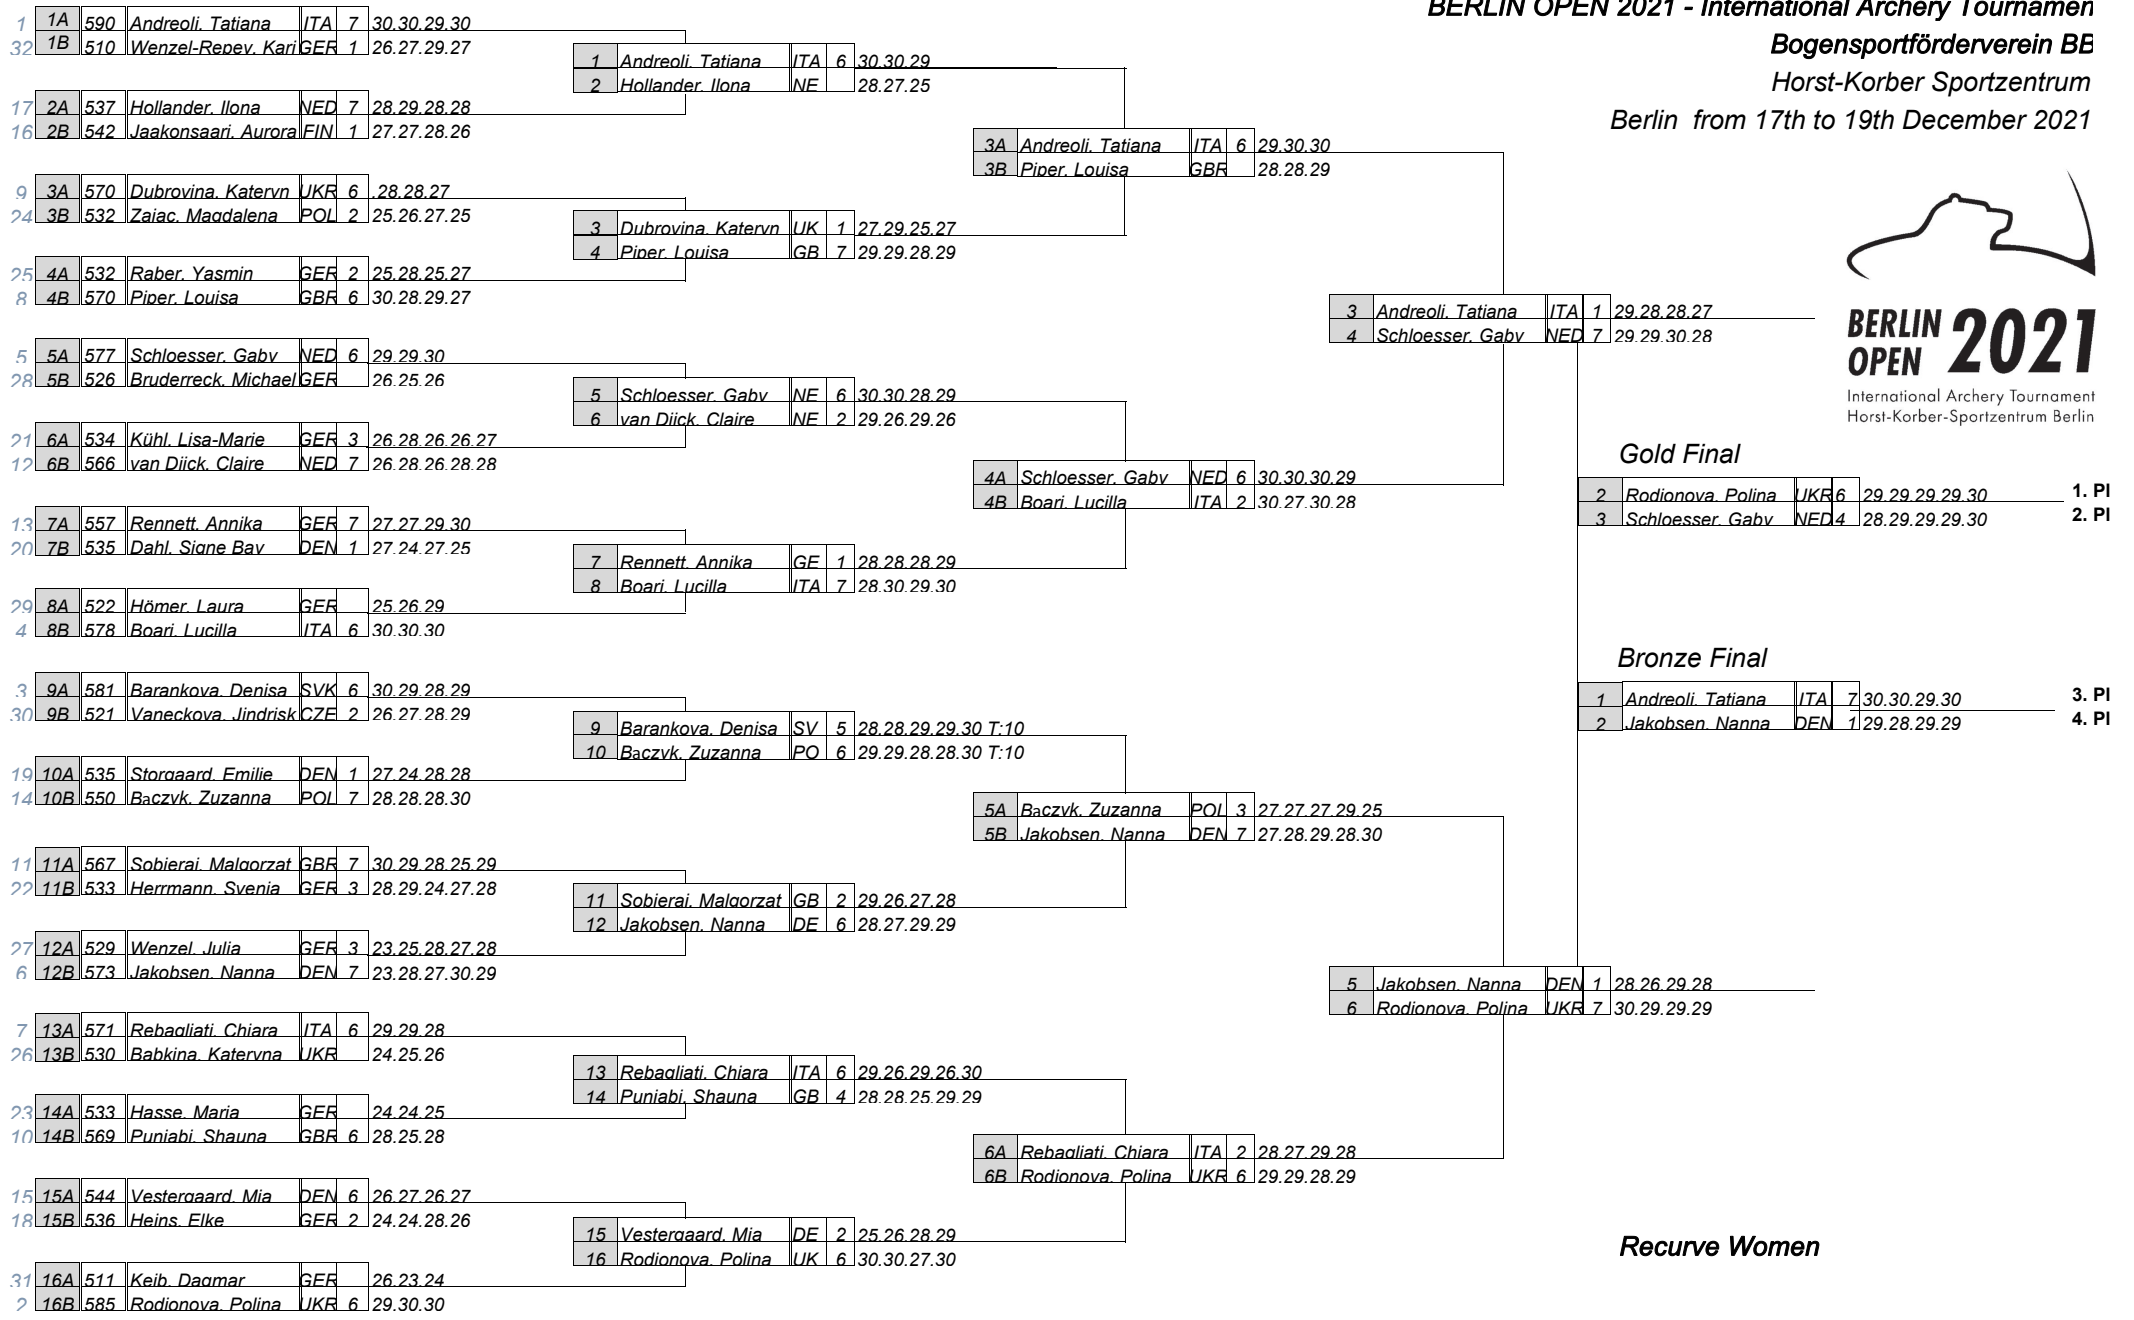 BERLIN OPEN 2021 - International Archery Tournamen
Bogensportförderverein BB
Horst-Korber Sportzentrum
Berlin from 17th to 19th December 2021
1 1A 590 Andreoli, Tatiana ITA 7 30.30.29.30
32 1B 510 Wenzel-Repey, Kari GER 1 26.27.29.27
17 2A 537 Hollander, Ilona NED 7 28.29.28.28
16 2B 542 Jaakonsaari, Aurora FIN 1 27.27.28.26
9 3A 570 Dubrovina, Kateryn UKR 6 .28.28.27
24 3B 532 Zajac, Magdalena POL 2 25.26.27.25
25 4A 532 Raber, Yasmin GER 2 25.28.25.27
8 4B 570 Piper, Louisa GBR 6 30.28.29.27
5 5A 577 Schloesser, Gaby NED 6 29.29.30
28 5B 526 Bruderreck, Michael GER 26.25.26
21 6A 534 Kühl, Lisa-Marie GER 3 26.28.26.26.27
12 6B 566 van Dijck, Claire NED 7 26.28.26.28.28
13 7A 557 Rennett, Annika GER 7 27.27.29.30
20 7B 535 Dahl, Signe Bay DEN 1 27.24.27.25
29 8A 522 Hömer, Laura GER 25.26.29
4 8B 578 Boari, Lucilla ITA 6 30.30.30
3 9A 581 Barankova, Denisa SVK 6 30.29.28.29
30 9B 521 Vaneckova, Jindrisk CZE 2 26.27.28.29
19 10A 535 Storgaard, Emilie DEN 1 27.24.28.28
14 10B 550 Baczyk, Zuzanna POL 7 28.28.28.30
11 11A 567 Sobieraj, Malgorzat GBR 7 30.29.28.25.29
22 11B 533 Herrmann, Svenja GER 3 28.29.24.27.28
27 12A 529 Wenzel, Julia GER 3 23.25.28.27.28
6 12B 573 Jakobsen, Nanna DEN 7 23.28.27.30.29
7 13A 571 Rebagliati, Chiara ITA 6 29.29.28
26 13B 530 Babkina, Kateryna UKR 24.25.26
23 14A 533 Hasse, Maria GER 24.24.25
10 14B 569 Punjabi, Shauna GBR 6 28.25.28
15 15A 544 Vestergaard, Mia DEN 6 26.27.26.27
18 15B 536 Heins, Elke GER 2 24.24.28.26
31 16A 511 Keib, Dagmar GER 26.23.24
2 16B 585 Rodionova, Polina UKR 6 29.30.30
1 Andreoli, Tatiana ITA 6 30.30.29
2 Hollander, Ilona NE 28.27.25
3 Dubrovina, Kateryn UK 1 27.29.25.27
4 Piper, Louisa GB 7 29.29.28.29
5 Schloesser, Gaby NE 6 30.30.28.29
6 van Dijck, Claire NE 2 29.26.29.26
7 Rennett, Annika GE 1 28.28.28.29
8 Boari, Lucilla ITA 7 28.30.29.30
9 Barankova, Denisa SV 5 28.28.29.29.30 T:10
10 Baczyk, Zuzanna PO 6 29.29.28.28.30 T:10
11 Sobieraj, Malgorzat GB 2 29.26.27.28
12 Jakobsen, Nanna DE 6 28.27.29.29
13 Rebagliati, Chiara ITA 6 29.26.29.26.30
14 Punjabi, Shauna GB 4 28.28.25.29.29
15 Vestergaard, Mia DE 2 25.26.28.29
16 Rodionova, Polina UK 6 30.30.27.30
3A Andreoli, Tatiana ITA 6 29.30.30
3B Piper, Louisa GBR 28.28.29
4A Schloesser, Gaby NED 6 30.30.30.29
4B Boari, Lucilla ITA 2 30.27.30.28
5A Baczyk, Zuzanna POL 3 27.27.27.29.25
5B Jakobsen, Nanna DEN 7 27.28.29.28.30
6A Rebagliati, Chiara ITA 2 28.27.29.28
6B Rodionova, Polina UKR 6 29.29.28.29
3 Andreoli, Tatiana ITA 1 29.28.28.27
4 Schloesser, Gaby NED 7 29.29.30.28
5 Jakobsen, Nanna DEN 1 28.26.29.28
6 Rodionova, Polina UKR 7 30.29.29.29
BERLIN OPEN 2021
International Archery Tournament
Horst-Korber-Sportzentrum Berlin
Gold Final
2 Rodionova, Polina UKR 6 29.29.29.29.30 1. Pl
3 Schloesser, Gaby NED 4 28.29.29.29.30 2. Pl
Bronze Final
1 Andreoli, Tatiana ITA 7 30.30.29.30 3. Pl
2 Jakobsen, Nanna DEN 1 29.28.29.29 4. Pl
Recurve Women